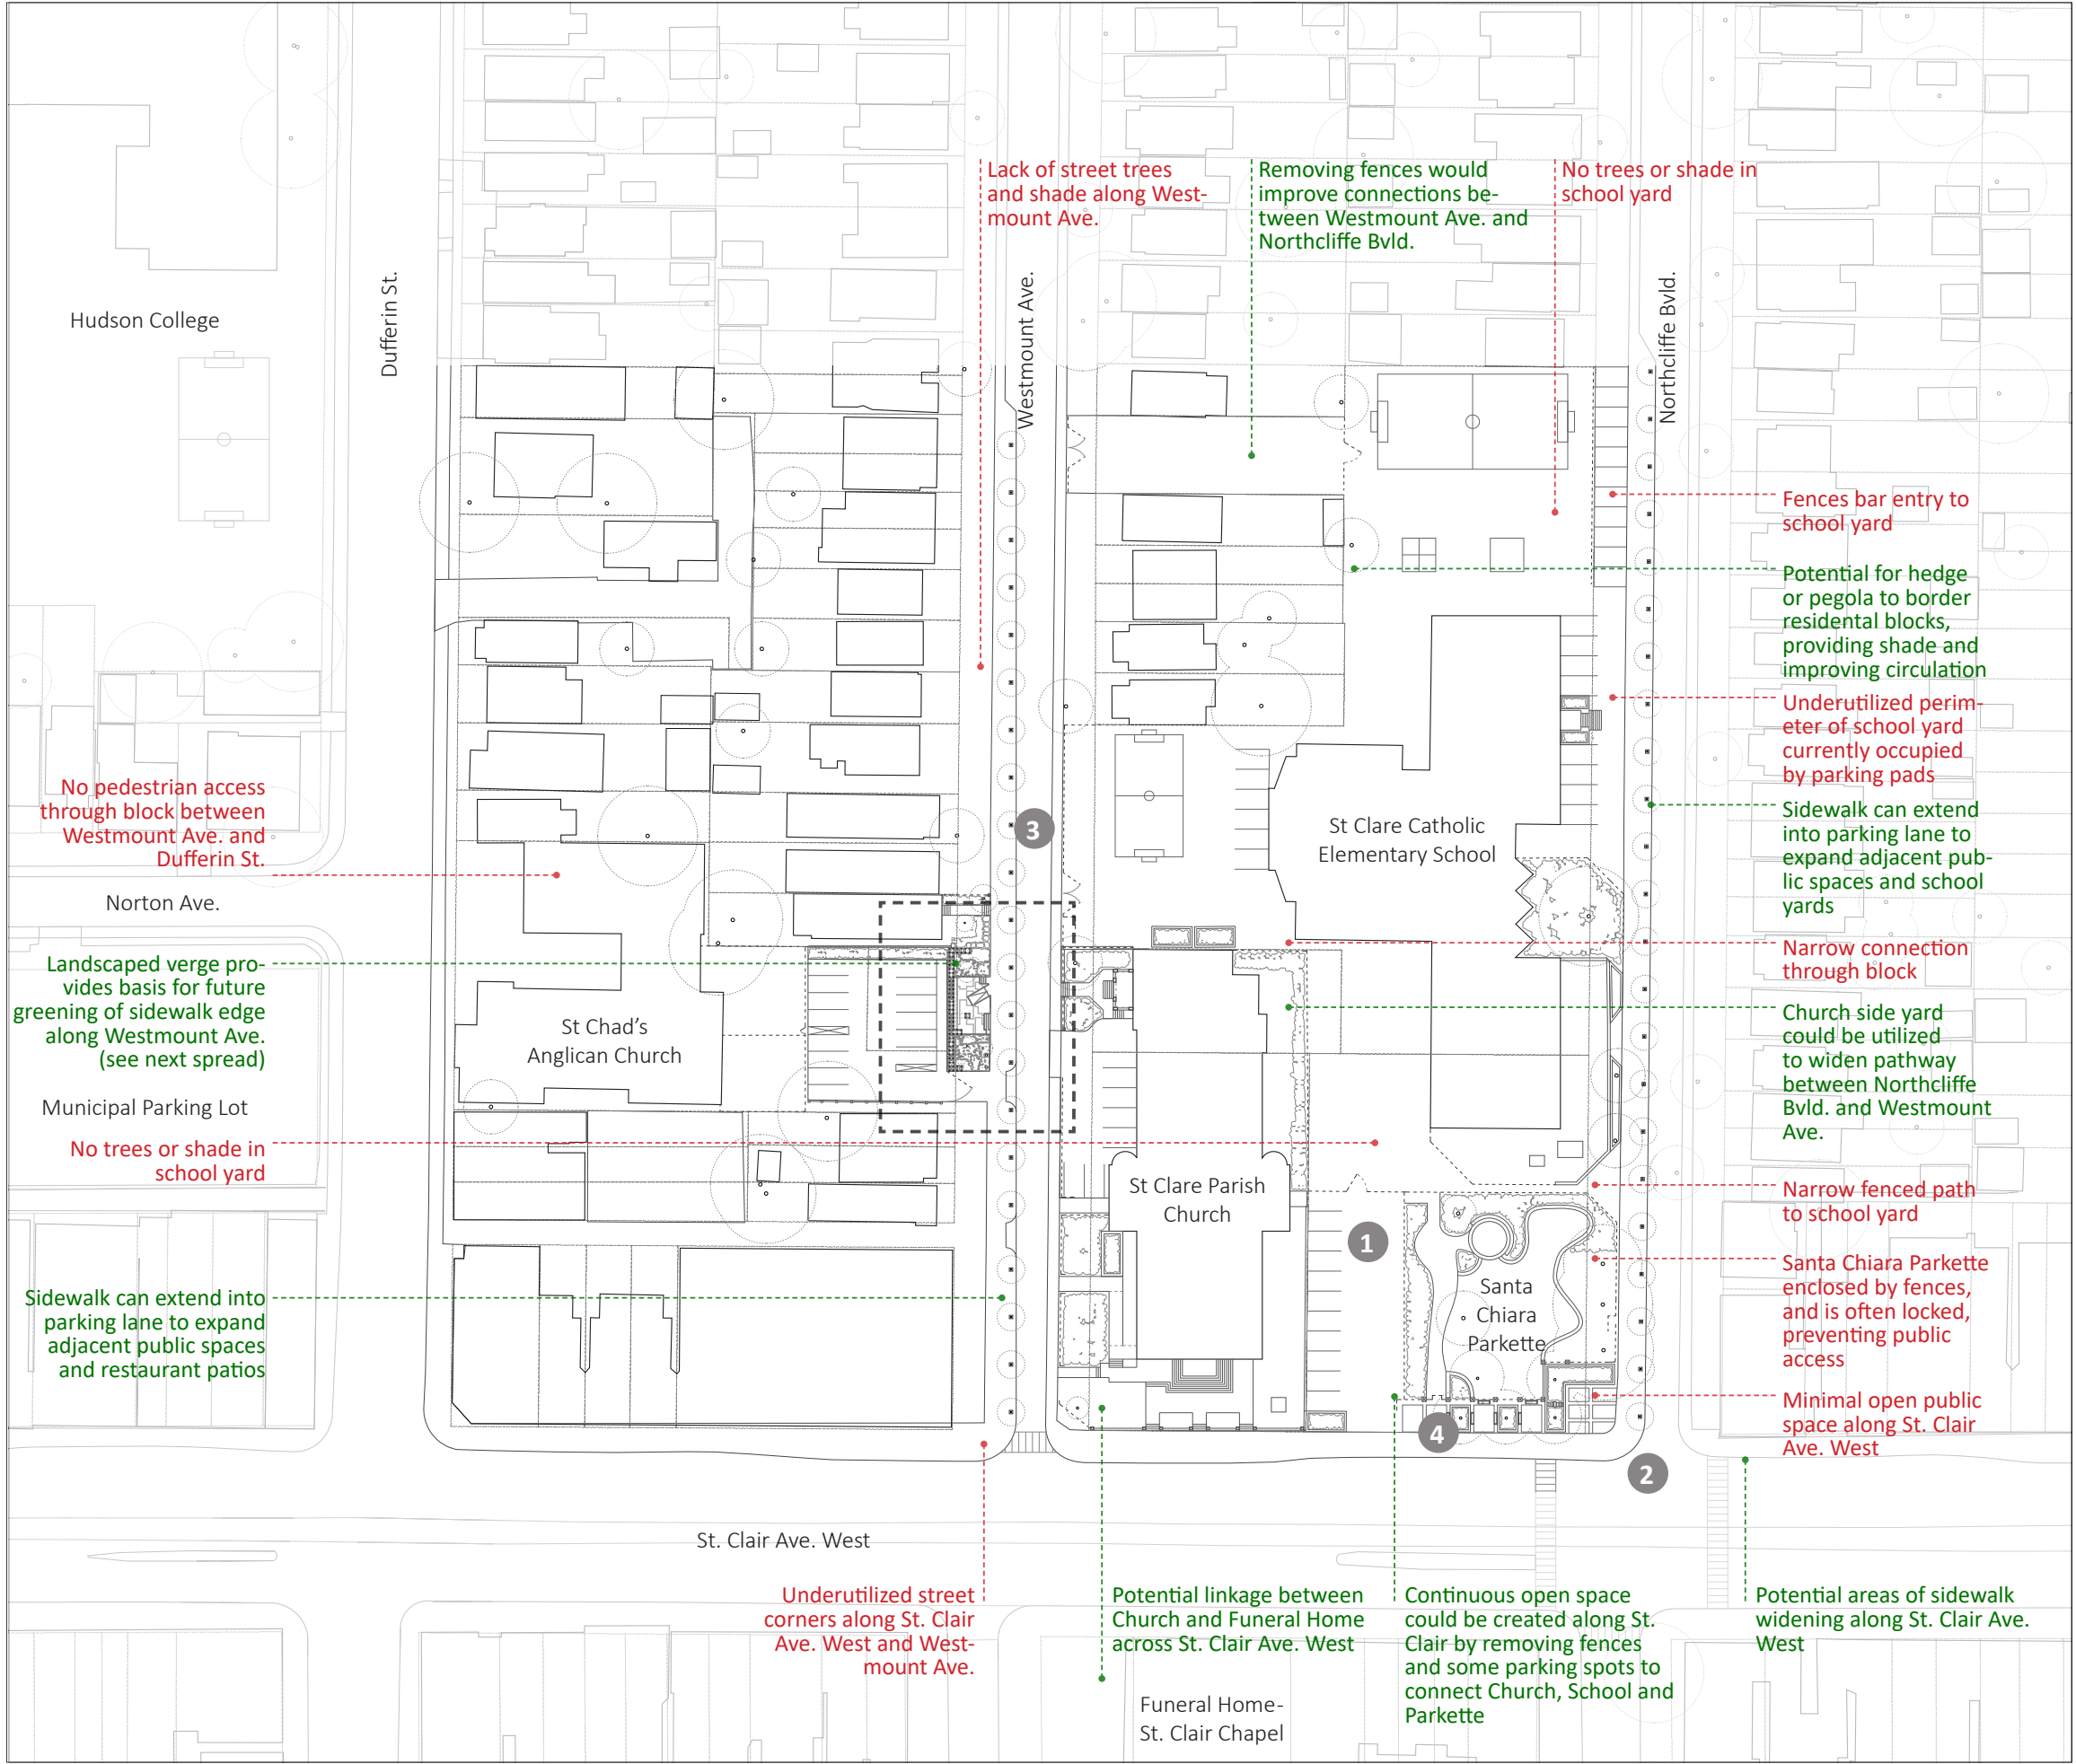 Lack of street trees
and shade along West-
mount Ave.
Removing fences would
improve connections be-
tween Westmount Ave. and
Northcliffe Bvld.
No trees or shade in
school yard
Hudson College
Dufferin St.
Westmount Ave.
Northcliffe Bvld.
Fences bar entry to
school yard
Potential for hedge
or pegola to border
residental blocks,
providing shade and
improving circulation
Underutilized perim-
eter of school yard
currently occupied
by parking pads
Sidewalk can extend
into parking lane to
expand adjacent pub-
lic spaces and school
yards
Narrow connection
through block
Church side yard
could be utilized
to widen pathway
between Northcliffe
Bvld. and Westmount
Ave.
Narrow fenced path
to school yard
Santa Chiara Parkette
enclosed by fences,
and is often locked,
preventing public
access
Minimal open public
space along St. Clair
Ave. West
No pedestrian access
through block between
Westmount Ave. and
Dufferin St.
Norton Ave.
Landscaped verge pro-
vides basis for future
greening of sidewalk edge
along Westmount Ave.
(see next spread)
Municipal Parking Lot
No trees or shade in
school yard
Sidewalk can extend into
parking lane to expand
adjacent public spaces
and restaurant patios
3
St Clare Catholic
Elementary School
St Chad's
Anglican Church
St Clare Parish
Church
1
Santa
Chiara
Parkette
4
2
St. Clair Ave. West
Underutilized street
corners along St. Clair
Ave. West and West-
mount Ave.
Potential linkage between
Church and Funeral Home
across St. Clair Ave. West
Continuous open space
could be created along St.
Clair by removing fences
and some parking spots to
connect Church, School and
Parkette
Potential areas of sidewalk
widening along St. Clair Ave.
West
Funeral Home-
St. Clair Chapel